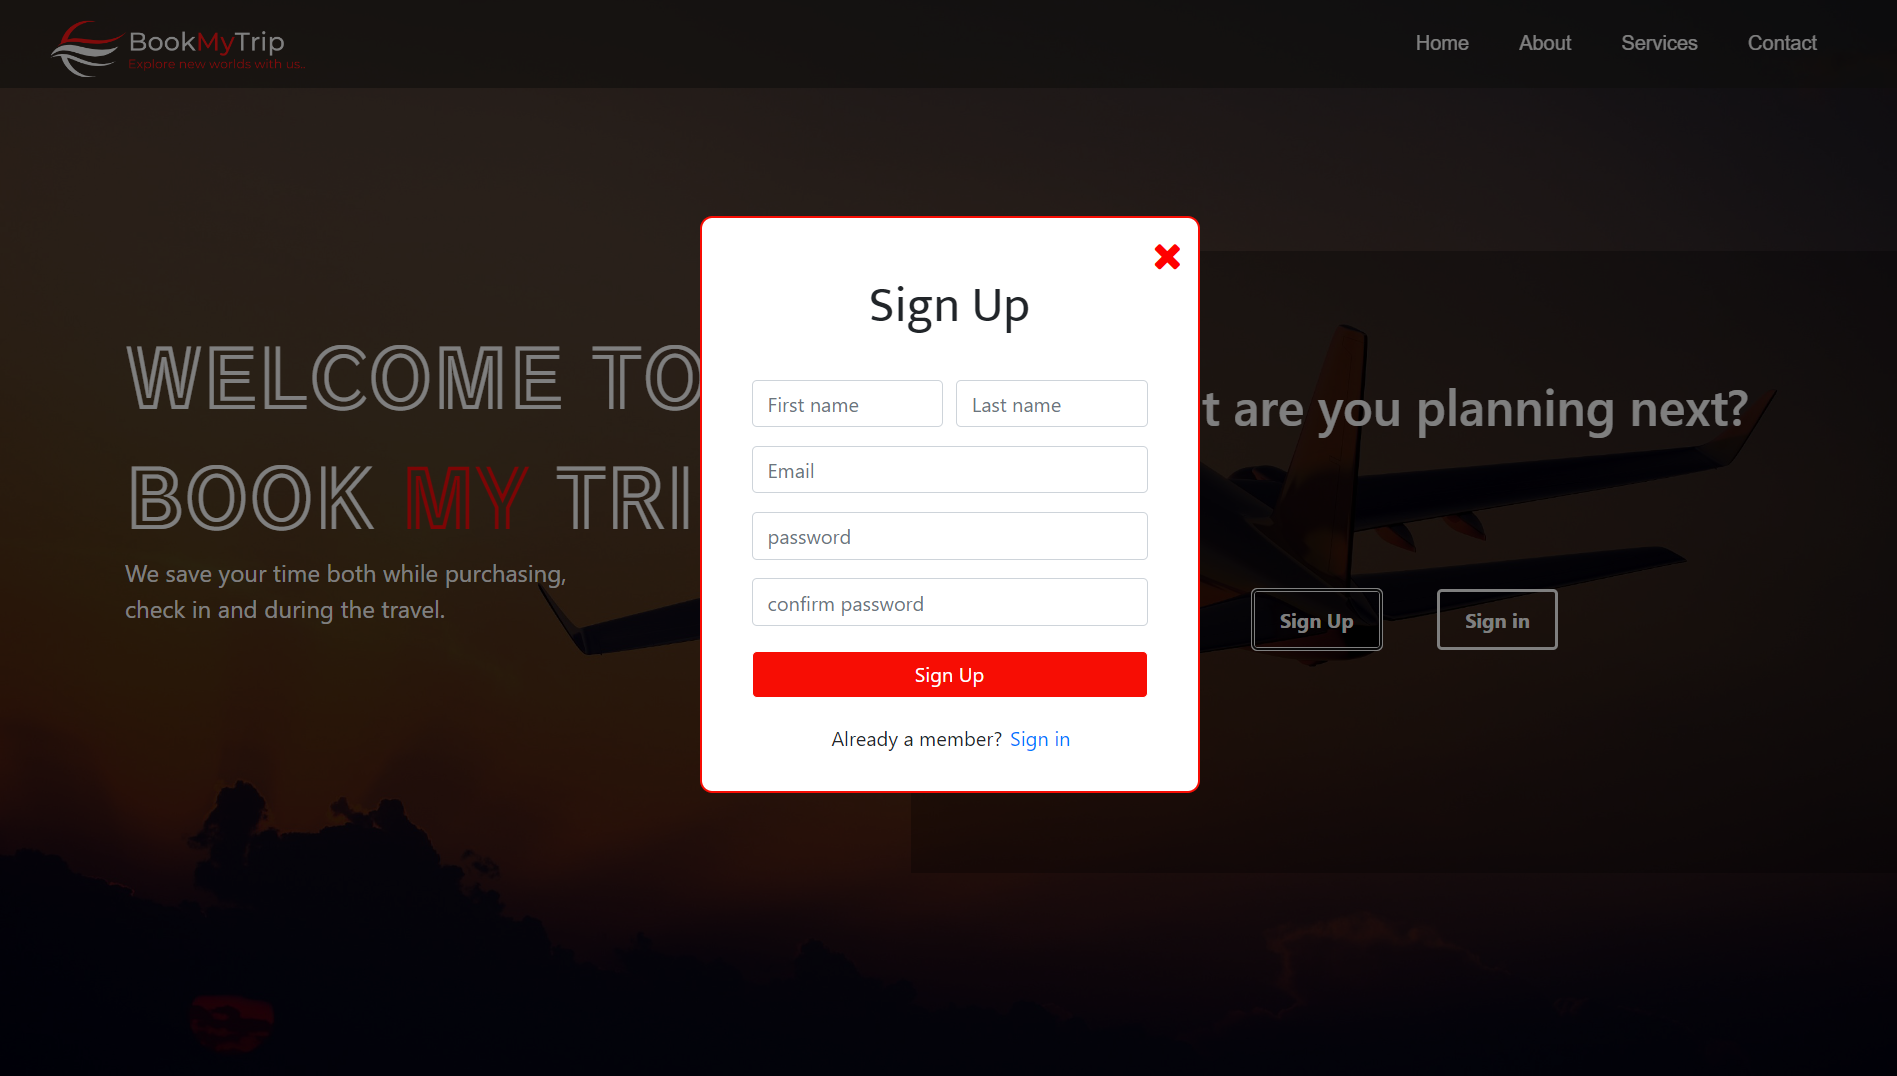 BookMyTrip
Explore new worlds with us..
Home About Services Contact
WELCOME TO
BOOK MY TRI
We save your time both while purchasing,
check in and during the travel.
Sign Up
First name Last name
Email
password
confirm password
Sign Up
Already a member? Sign in
t are you planning next?
Sign Up Sign in